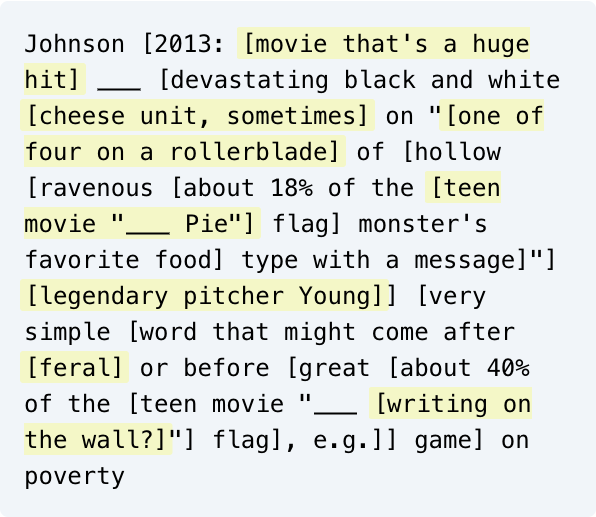 Johnson [2013: [movie that's a huge
hit] ___ [devastating black and white
[cheese unit, sometimes] on "[one of
four on a rollerblade] of [hollow
[ravenous [about 18% of the [teen
movie "___ Pie"] flag] monster's
favorite food] type with a message]"]
[legendary pitcher Young]] [very
simple [word that might come after
[feral] or before [great [about 40%
of the [teen movie "___ [writing on
the wall?]"] flag], e.g.]] game] on
poverty